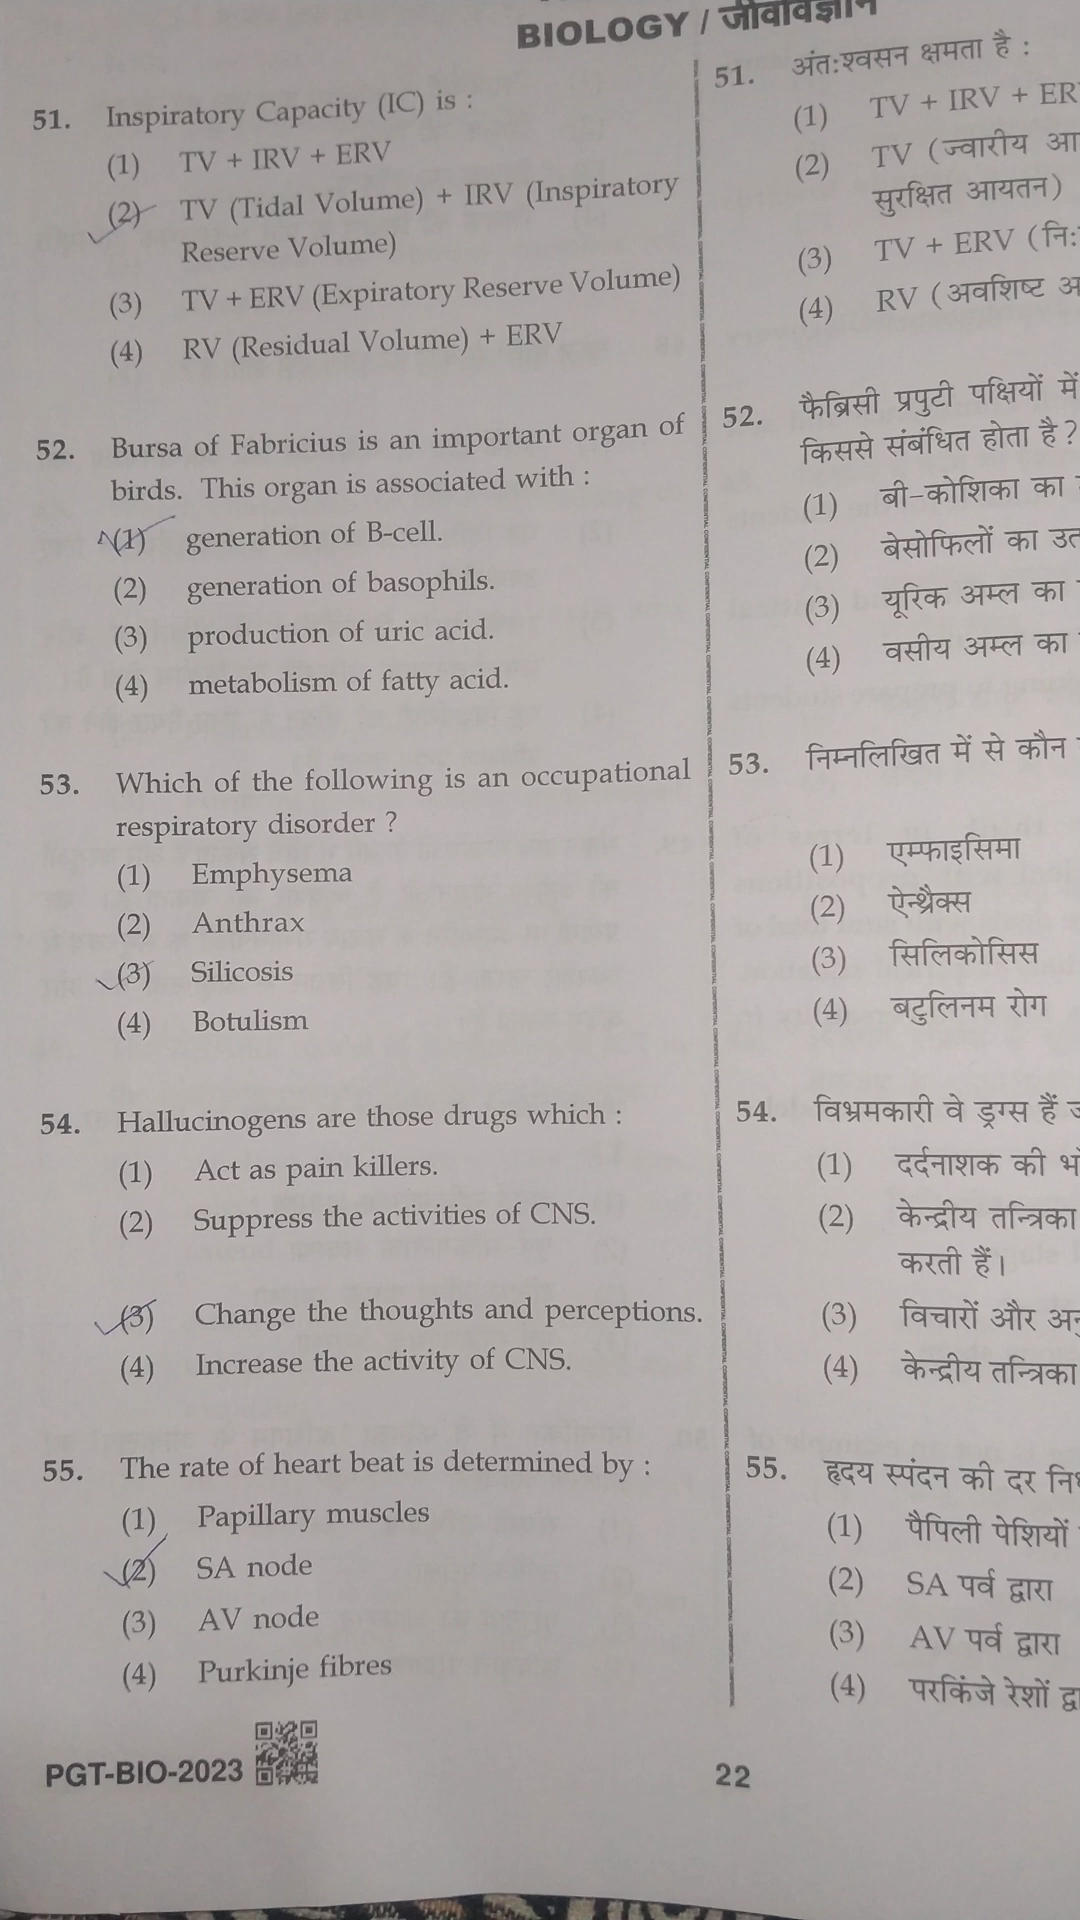 BIOLOGY / जीवविज्ञान
51. Inspiratory Capacity (IC) is :
(1) TV + IRV + ERV
(2) TV (Tidal Volume) + IRV (Inspiratory
Reserve Volume)
(3) TV + ERV (Expiratory Reserve Volume)
(4) RV (Residual Volume) + ERV
52. Bursa of Fabricius is an important organ of
birds. This organ is associated with :
(1) generation of B-cell.
(2) generation of basophils.
(3) production of uric acid.
(4) metabolism of fatty acid.
53. Which of the following is an occupational
respiratory disorder ?
(1) Emphysema
(2) Anthrax
(3) Silicosis
(4) Botulism
54. Hallucinogens are those drugs which :
(1) Act as pain killers.
(2) Suppress the activities of CNS.
(3) Change the thoughts and perceptions.
(4) Increase the activity of CNS.
55. The rate of heart beat is determined by :
(1) Papillary muscles
(2) SA node
(3) AV node
(4) Purkinje fibres
51. अंतःश्वसन क्षमता है :
(1) TV + IRV + ER
(2) TV (ज्वारीय
सुरक्षित आयतन)
(3) TV + ERV
(4) RV (अवशिष्ट
52. फैब्रिसी प्रपुटी पक्षियों में
किससे संबंधित होता है ?
(1) बी-कोशिका का
(2) बेसोफिलों का
(3) यूरिक अम्ल का
(4) वसीय अम्ल का
53. निम्नलिखित में से कौन
(1) एम्फाइसिमा
(2) ऐन्थ्रैक्स
(3) सिलिकोसिस
(4) बटुलिनम रोग
54. विभ्रमकारी वे ड्रग्स हैं
(1) दर्दनाशक की
(2) केन्द्रीय तन्त्रिका
करती हैं।
(3) विचारों और
(4) केन्द्रीय तन्त्रिका
55. हृदय स्पंदन की दर
(1) पैपिली पेशियों
(2) SA पर्व द्वारा
(3) AV पर्व द्वारा
(4) परकिंजे रेशों
PGT-BIO-2023
22